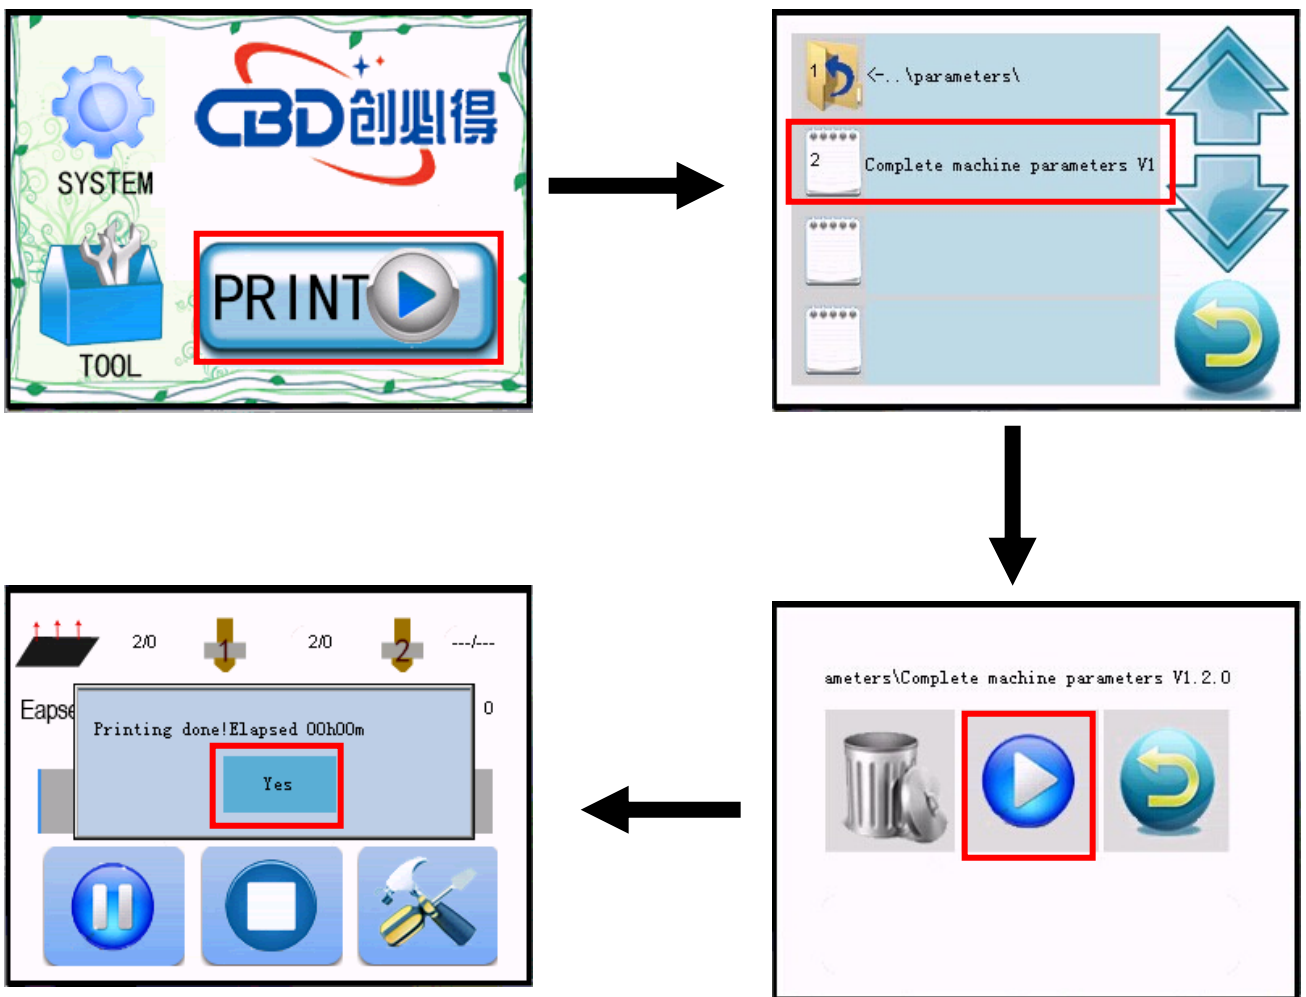 CBD创必得
SYSTEM
PRINT
TOOL
1
<-..\parameters\
2
Complete machine parameters V1
ameters\Complete machine parameters V1.2.0
2/0
1
2/0
2
---/---
Eapse
0
Printing done!Elapsed 00h00m
Yes